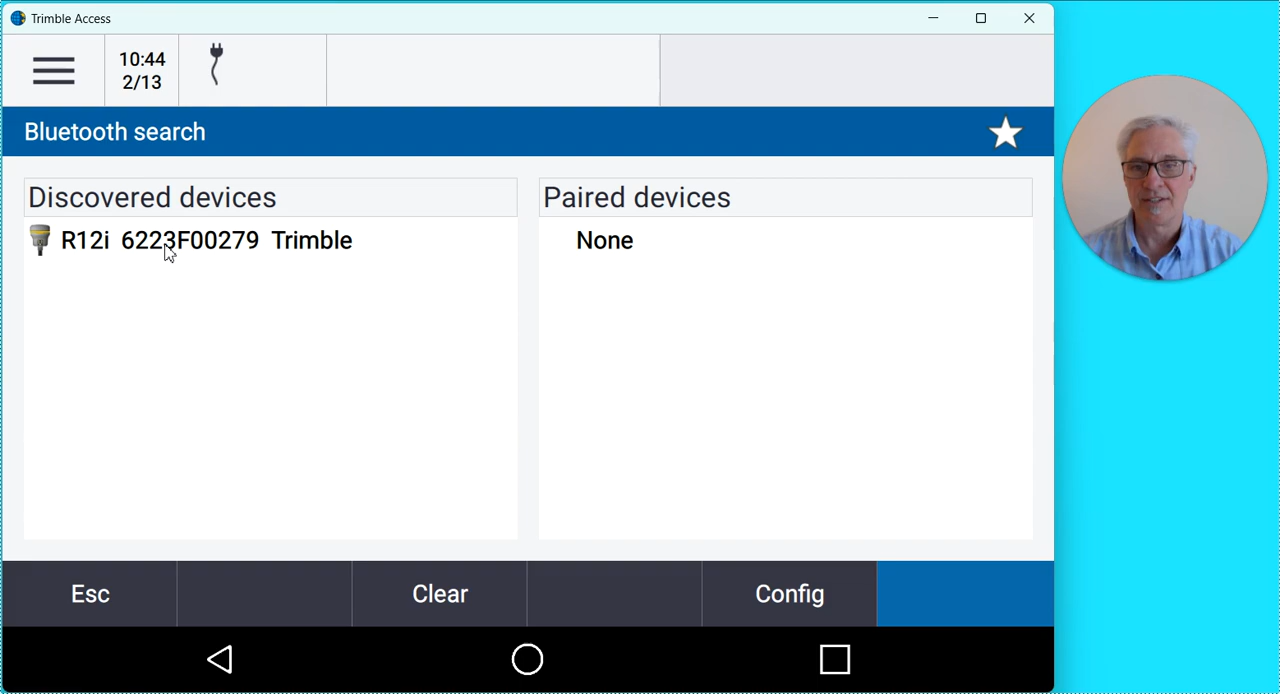 Trimble Access
10:44
2/13
Bluetooth search
Discovered devices
R12i 6223F00279 Trimble
Paired devices
None
Esc
Clear
Config